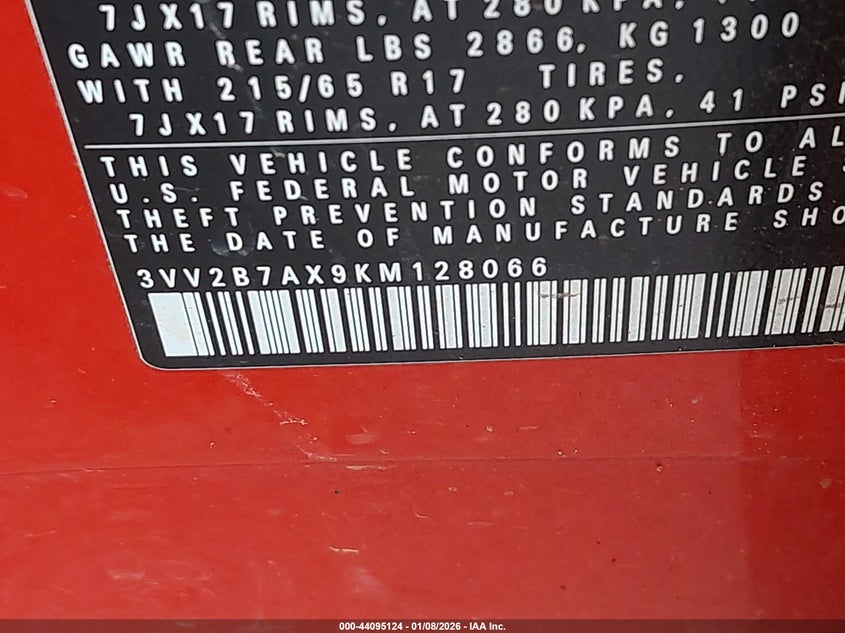 7JX17 RIMS, AT 280 KPA,
GAWR REAR LBS 2866, KG 1300
WITH 215/65 R17 TIRES,
7JX17 RIMS, AT 280 KPA, 41 PSI
THIS VEHICLE CONFORMS TO AL
U.S. FEDERAL MOTOR VEHICLE
THEFT PREVENTION STANDARDS
THE DATE OF MANUFACTURE SHO
3VV2B7AX9KM128066
000-44095124 - 01/08/2026 - IAA Inc.